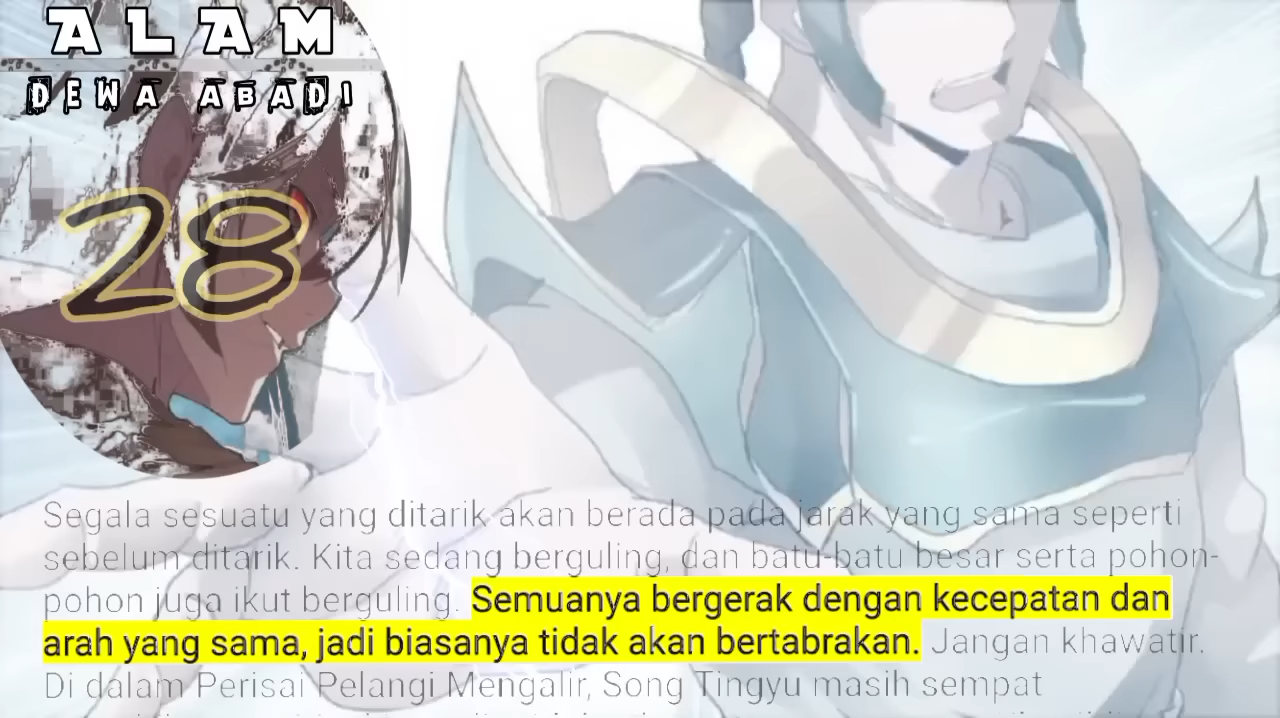 ALAM
DEWA ABADI
28
Segala sesuatu yang ditarik akan berada pada jarak yang sama seperti
sebelum ditarik. Kita sedang berguling, dan batu-batu besar serta pohon-
pohon juga ikut berguling. Semuanya bergerak dengan kecepatan dan
arah yang sama, jadi biasanya tidak akan bertabrakan. Jangan khawatir.
Di dalam Perisai Pelangi Mengalir, Song Tingyu masih sempat